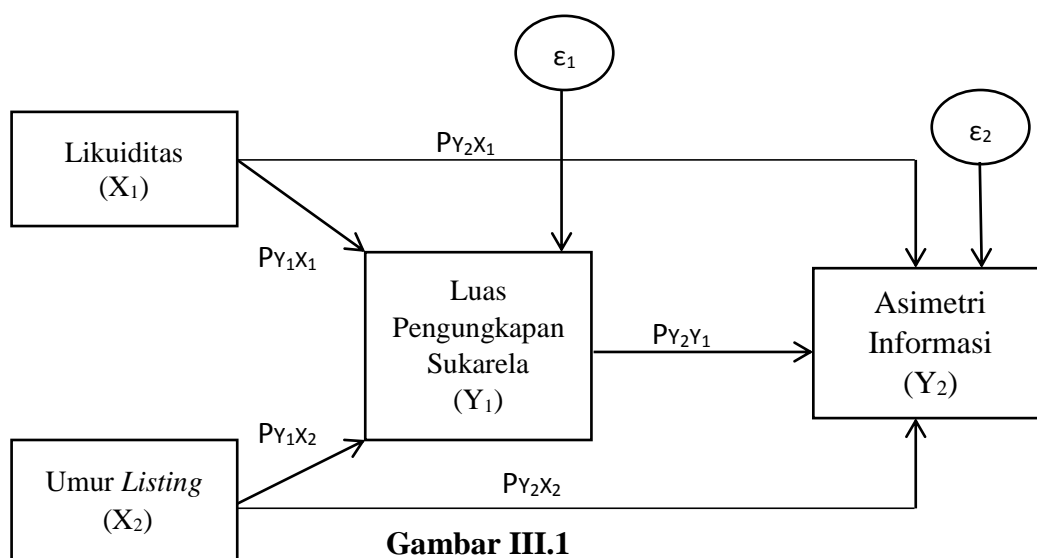 ε₁
ε₂
Likuiditas
(X₁)
PY₂X₁
PY₁X₁
Luas
Pengungkapan
Sukarela
(Y₁)
PY₂Y₁
Asimetri
Informasi
(Y₂)
PY₁X₂
Umur Listing
(X₂)
PY₂X₂
Gambar III.1